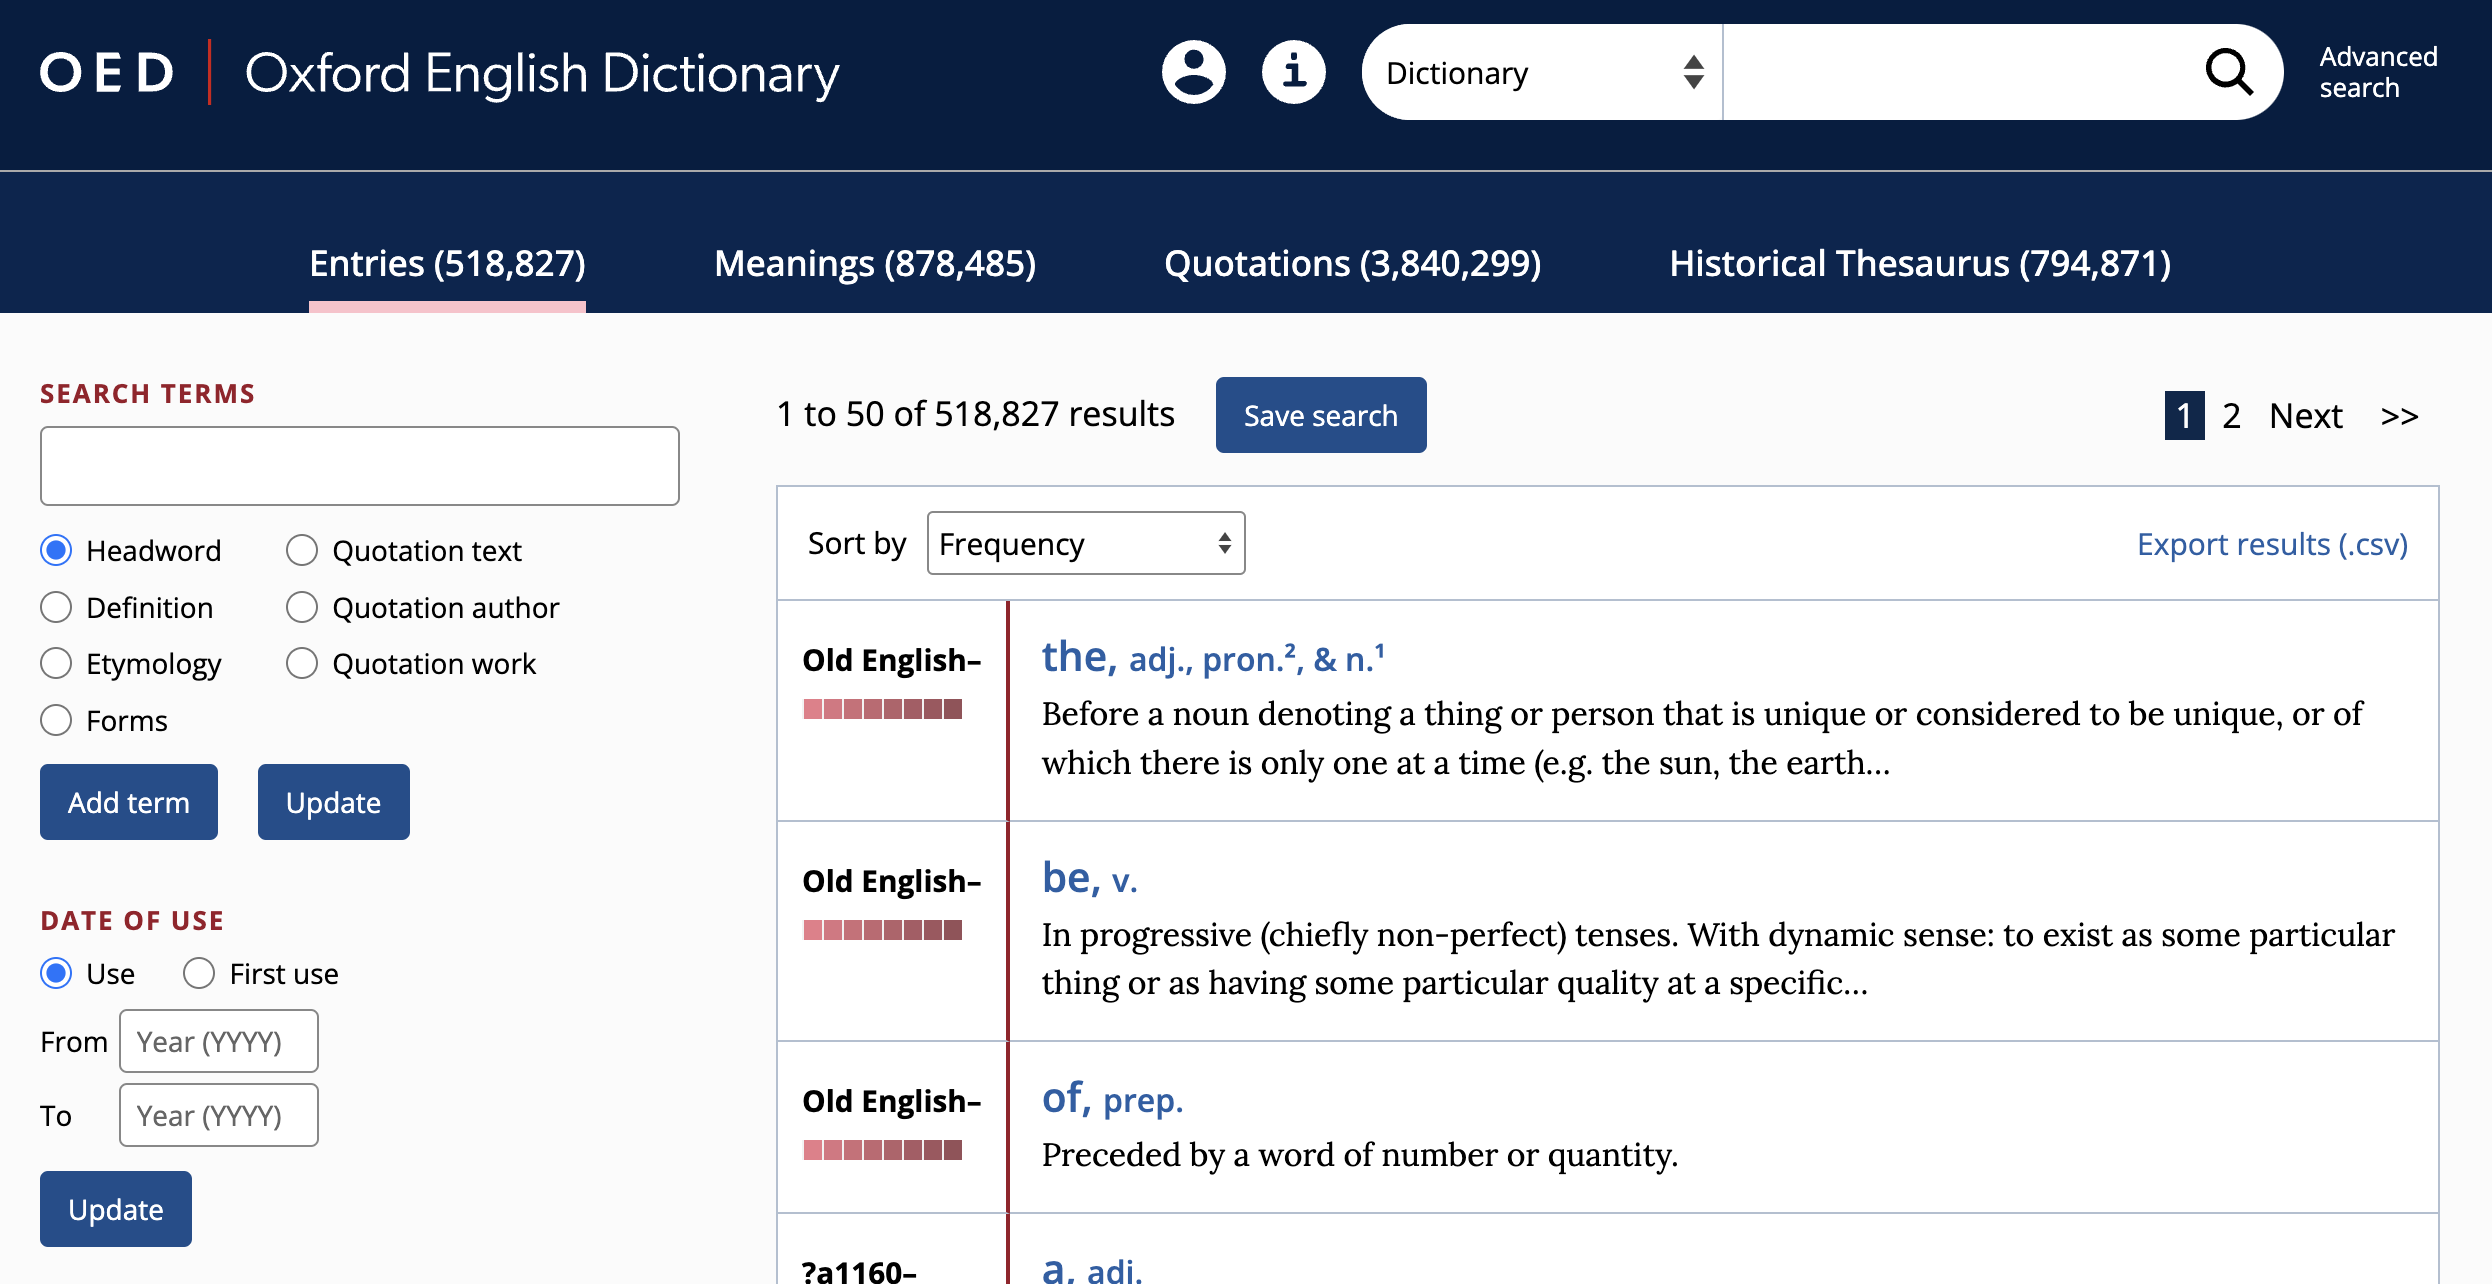 OED | Oxford English Dictionary
Dictionary
Advanced
search
Entries (518,827) Meanings (878,485) Quotations (3,840,299) Historical Thesaurus (794,871)
SEARCH TERMS
Headword Quotation text
Definition Quotation author
Etymology Quotation work
Forms
Add term Update
DATE OF USE
Use First use
From Year (YYYY)
To Year (YYYY)
Update
1 to 50 of 518,827 results Save search 1 2 Next >>
Sort by Frequency Export results (.csv)
Old English– the, adj., pron.², & n.¹
Before a noun denoting a thing or person that is unique or considered to be unique, or of
which there is only one at a time (e.g. the sun, the earth…
Old English– be, v.
In progressive (chiefly non-perfect) tenses. With dynamic sense: to exist as some particular
thing or as having some particular quality at a specific…
Old English– of, prep.
Preceded by a word of number or quantity.
?a1160– a, adj.